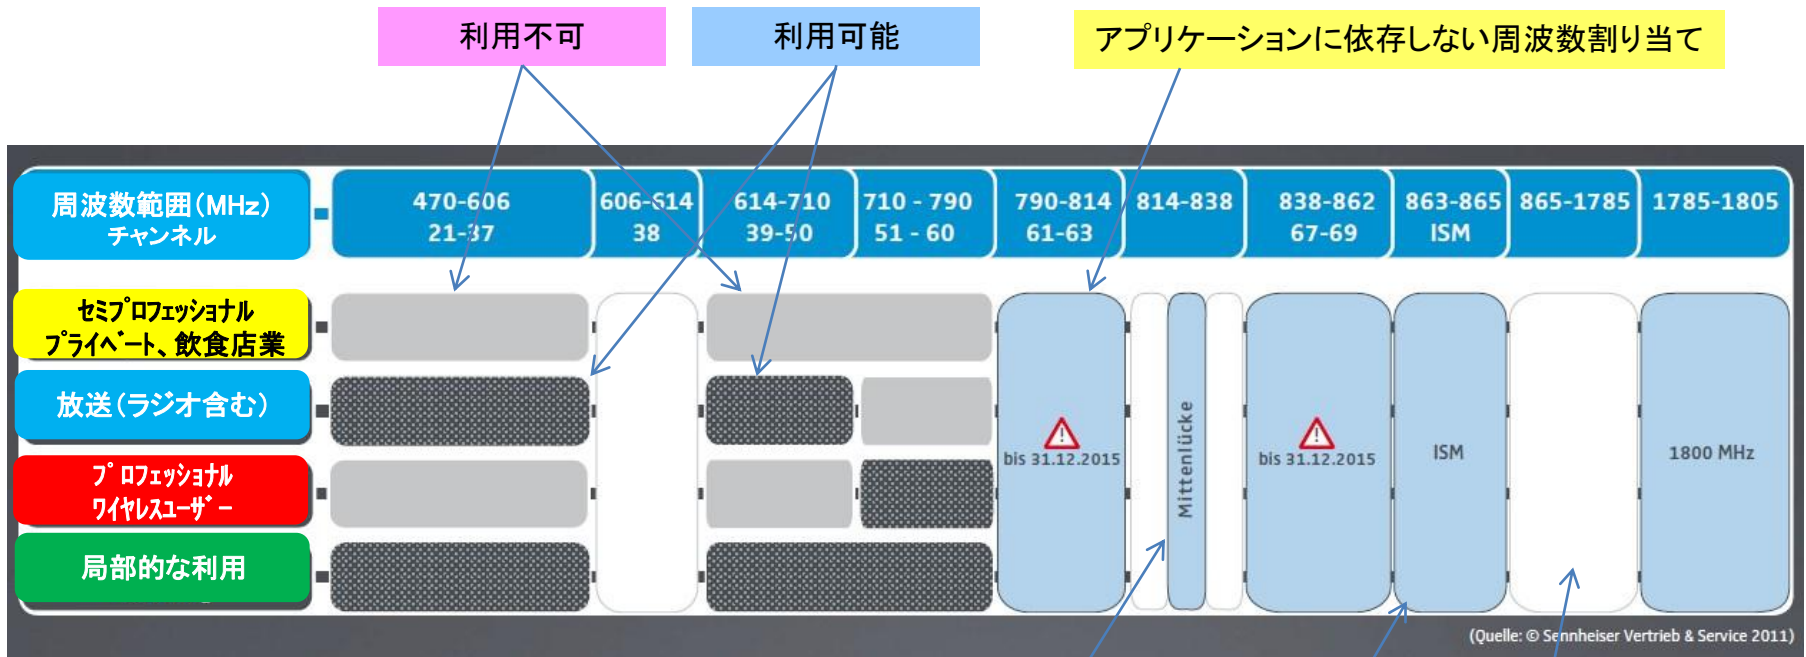 利用不可
利用可能
アプリケーションに依存しない周波数割り当て
周波数範囲(MHz)
チャンネル
470-606
21-37
606-614
38
614-710
39-50
710 - 790
51 - 60
790-814
61-63
814-838
838-862
67-69
863-865
ISM
865-1785
1785-1805
セミプロフェッショナル
プライベート、飲食店業
放送(ラジオ含む)
プロフェッショナル
ワイヤレスユーザー
局部的な利用
bis 31.12.2015
Mittenlücke
bis 31.12.2015
ISM
1800 MHz
(Quelle: © Sennheiser Vertrieb & Service 2011)